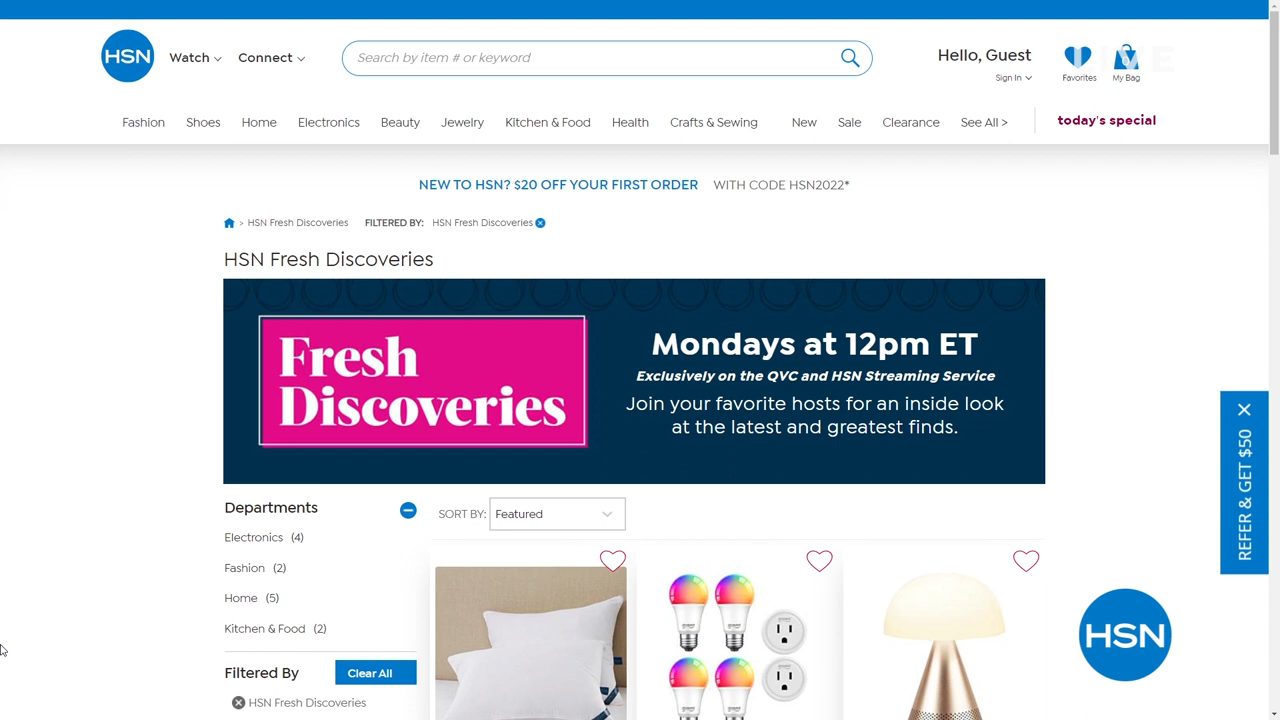 HSN
Watch
Connect
Search by item # or keyword
Hello, Guest
Sign In
Favorites
0
My Bag
Fashion
Shoes
Home
Electronics
Beauty
Jewelry
Kitchen & Food
Health
Crafts & Sewing
New
Sale
Clearance
See All >
today's special
NEW TO HSN? $20 OFF YOUR FIRST ORDER WITH CODE HSN2022*
> HSN Fresh Discoveries FILTERED BY: HSN Fresh Discoveries
HSN Fresh Discoveries
Fresh
Discoveries
Mondays at 12pm ET
Exclusively on the QVC and HSN Streaming Service
Join your favorite hosts for an inside look
at the latest and greatest finds.
REFER & GET $50
Departments
Electronics (4)
Fashion (2)
Home (5)
Kitchen & Food (2)
Filtered By
Clear All
HSN Fresh Discoveries
SORT BY: Featured
HSN